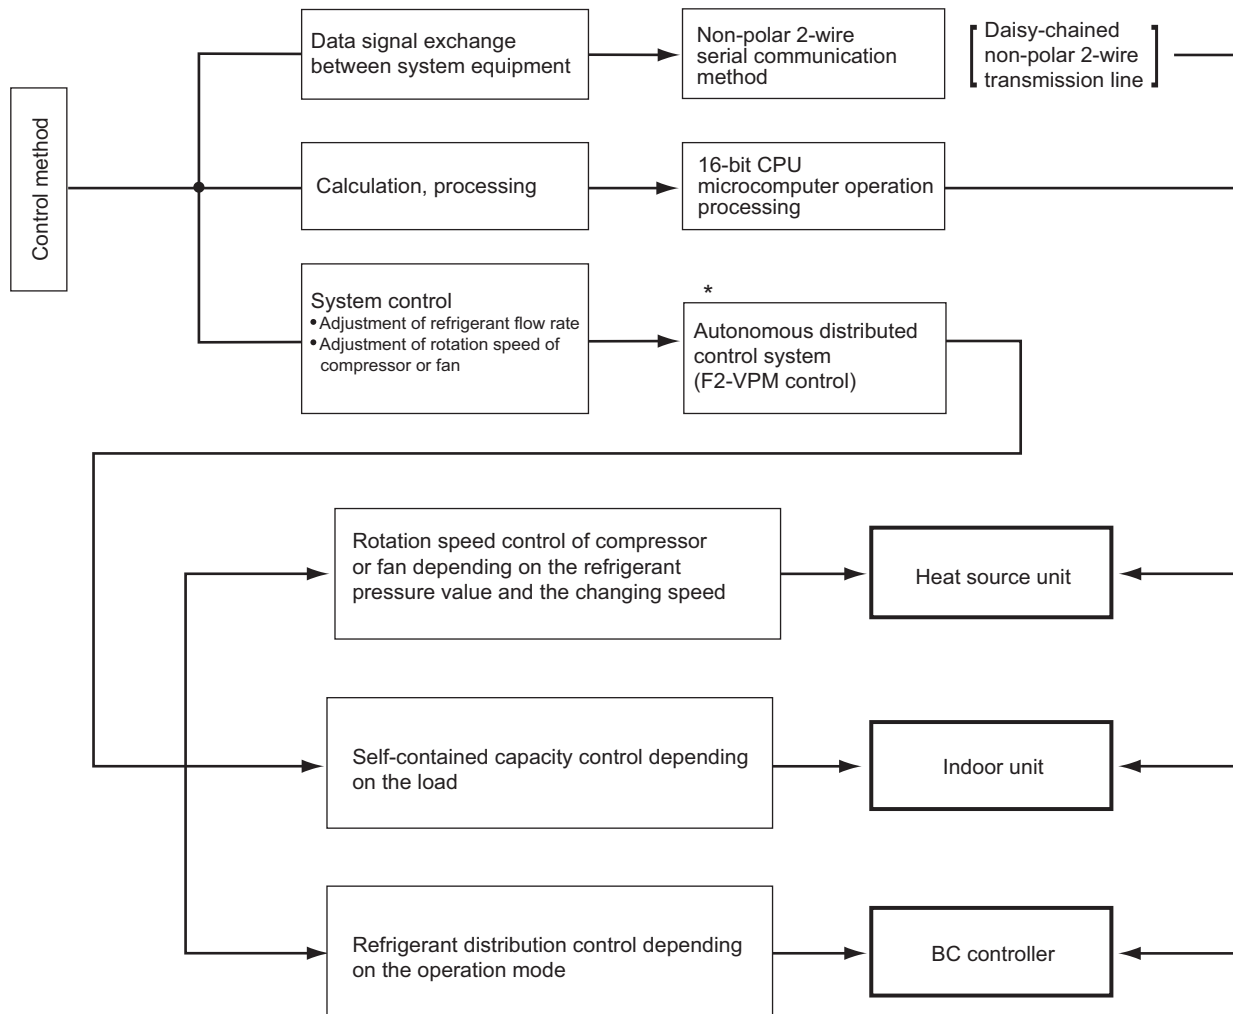 Control method
Data signal exchange
between system equipment
Non-polar 2-wire
serial communication
method
Daisy-chained
non-polar 2-wire
transmission line
Calculation, processing
16-bit CPU
microcomputer operation
processing
System control
• Adjustment of refrigerant flow rate
• Adjustment of rotation speed of
compressor or fan
*
Autonomous distributed
control system
(F2-VPM control)
Rotation speed control of compressor
or fan depending on the refrigerant
pressure value and the changing speed
Heat source unit
Self-contained capacity control depending
on the load
Indoor unit
Refrigerant distribution control depending
on the operation mode
BC controller